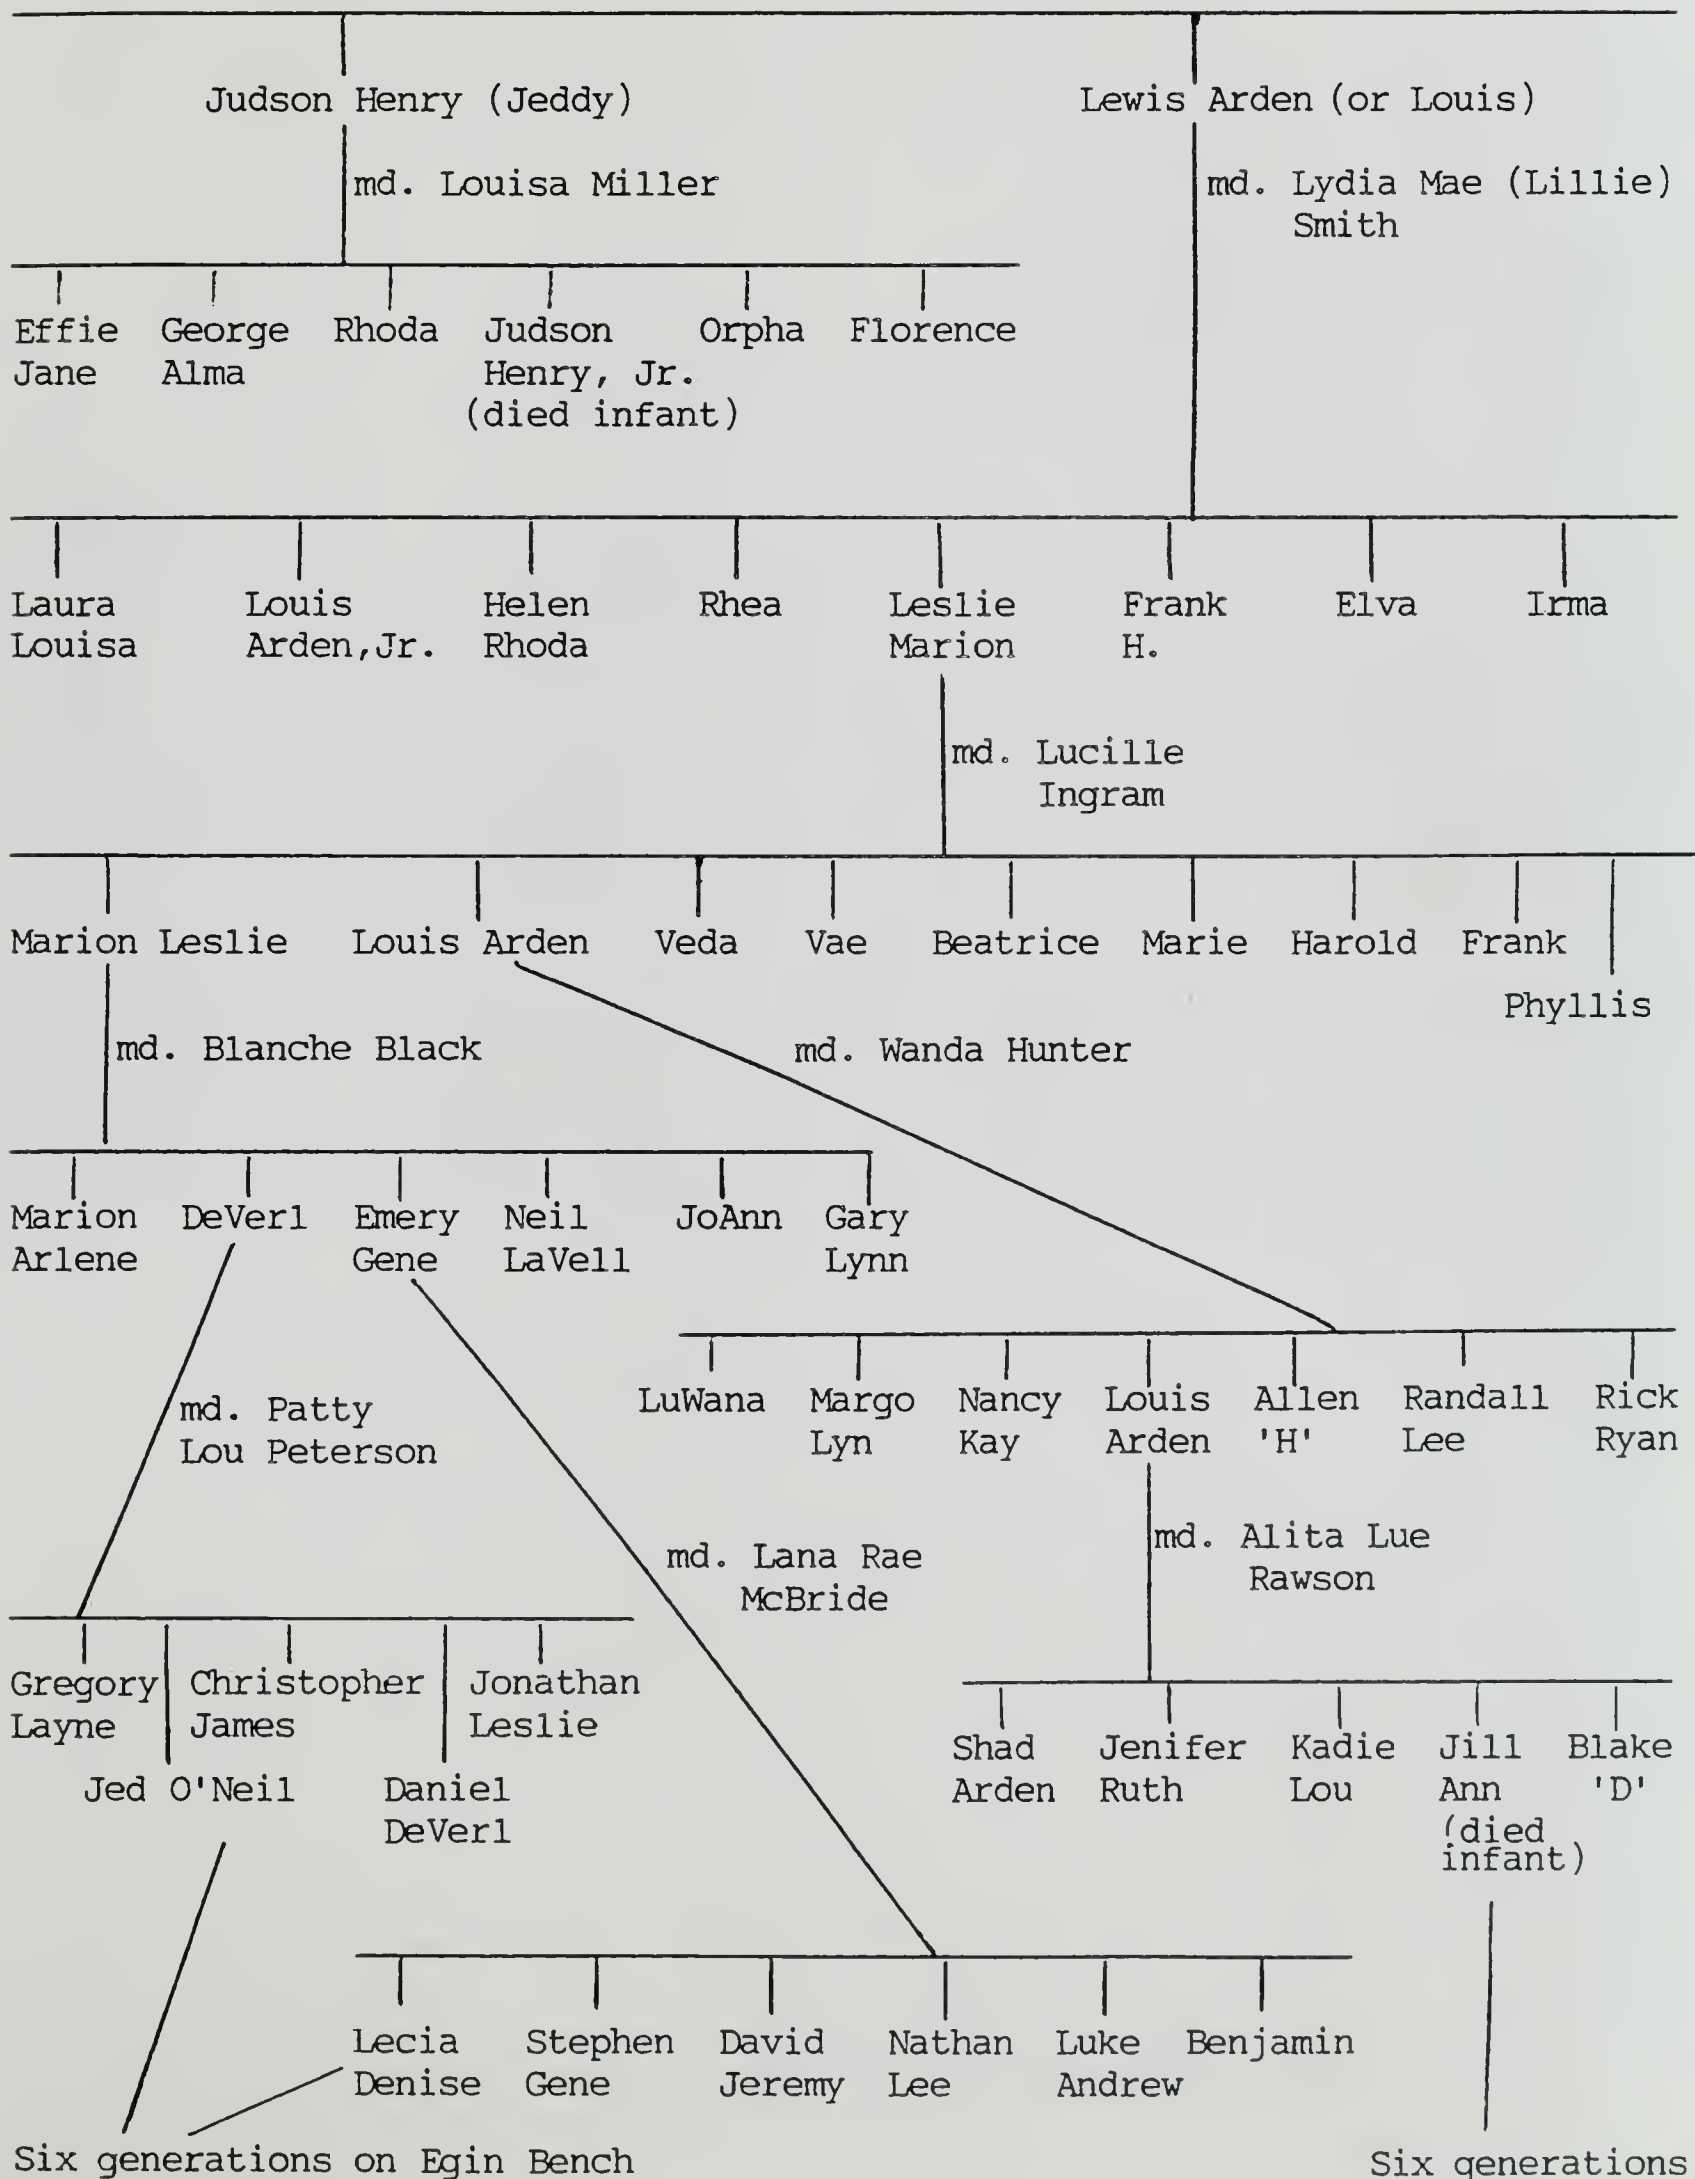 Judson Henry (Jeddy)
Lewis Arden (or Louis)
md. Louisa Miller
md. Lydia Mae (Lillie)
Smith
Effie George Rhoda Judson Orpha Florence
Jane Alma Henry, Jr.
(died infant)
Laura Louis Helen Rhea Leslie Frank Elva Irma
Louisa Arden,Jr. Rhoda Marion H.
md. Lucille
Ingram
Marion Leslie Louis Arden Veda Vae Beatrice Marie Harold Frank
Phyllis
md. Blanche Black md. Wanda Hunter
Marion DeVerl Emery Neil JoAnn Gary
Arlene Gene LaVell Lynn
LuWana Margo Nancy Louis Allen Randall Rick
Lyn Kay Arden 'H' Lee Ryan
md. Patty
Lou Peterson
md. Lana Rae
McBride
md. Alita Lue
Rawson
Gregory Christopher Jonathan
Layne James Leslie
Jed O'Neil Daniel
DeVerl
Shad Jenifer Kadie Jill Blake
Arden Ruth Lou Ann 'D'
(died
infant)
Lecia Stephen David Nathan Luke Benjamin
Denise Gene Jeremy Lee Andrew
Six generations on Egin Bench
Six generations